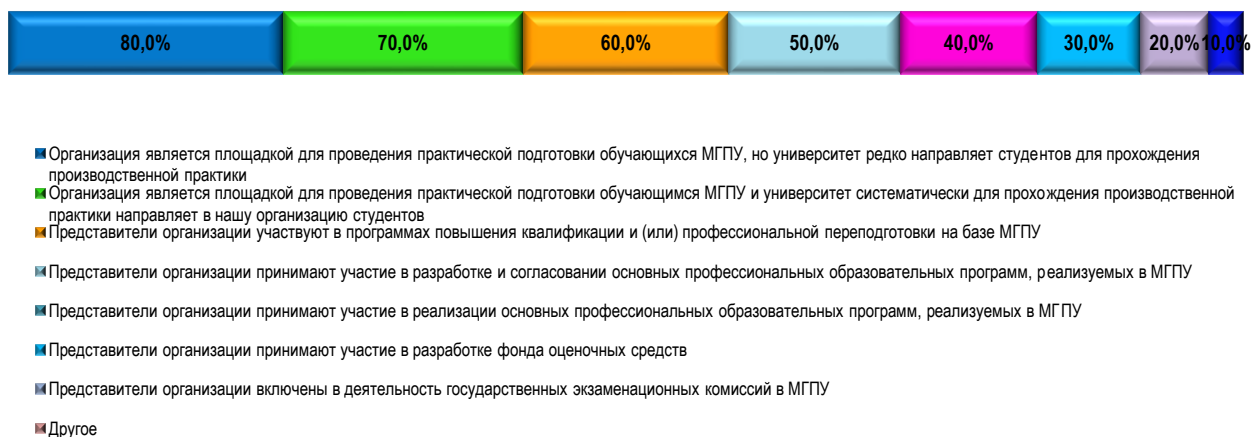 80,0% 70,0% 60,0% 50,0% 40,0% 30,0% 20,0% 10,0%
Организация является площадкой для проведения практической подготовки обучающихся МГПУ, но университет редко направляет студентов для прохождения
производственной практики
Организация является площадкой для проведения практической подготовки обучающимся МГПУ и университет систематически для прохождения производственной
практики направляет в нашу организацию студентов
Представители организации участвуют в программах повышения квалификации и (или) профессиональной переподготовки на базе МГПУ
Представители организации принимают участие в разработке и согласовании основных профессиональных образовательных программ, реализуемых в МГПУ
Представители организации принимают участие в реализации основных профессиональных образовательных программ, реализуемых в МГПУ
Представители организации принимают участие в разработке фонда оценочных средств
Представители организации включены в деятельность государственных экзаменационных комиссий в МГПУ
Другое